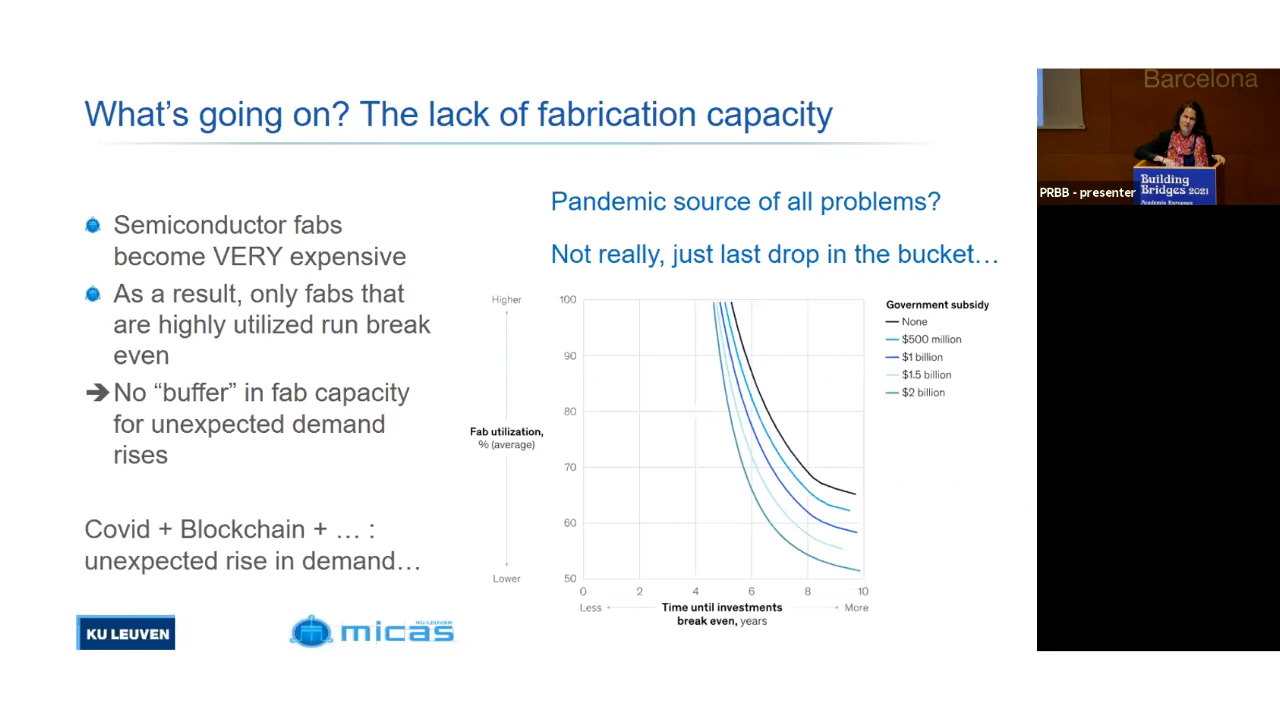 What's going on? The lack of fabrication capacity
Semiconductor fabs
become VERY expensive
As a result, only fabs that
are highly utilized run break
even
➔ No “buffer” in fab capacity
for unexpected demand
rises
Covid + Blockchain + … :
unexpected rise in demand…
KU LEUVEN
KU LEUVEN
micas
Pandemic source of all problems?
Not really, just last drop in the bucket…
Higher
Fab utilization,
% (average)
Lower
100
90
80
70
60
50
0 2 4 6 8 10
Less
Time until investments
break even, years
More
Government subsidy
None
$500 million
$1 billion
$1.5 billion
$2 billion
Barcelona
PRBB - presenter
Building
Bridges 2021
Academia Europaea